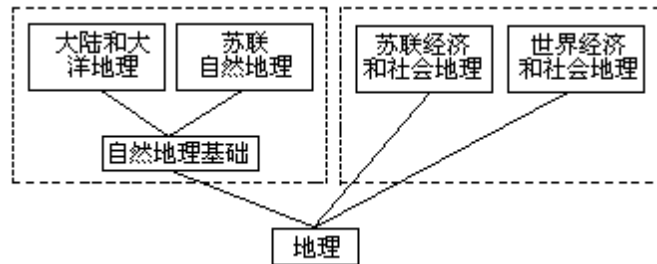 大陆和大
洋地理
苏联
自然地理
苏联经济
和社会地理
世界经济
和社会地理
自然地理基础
地理